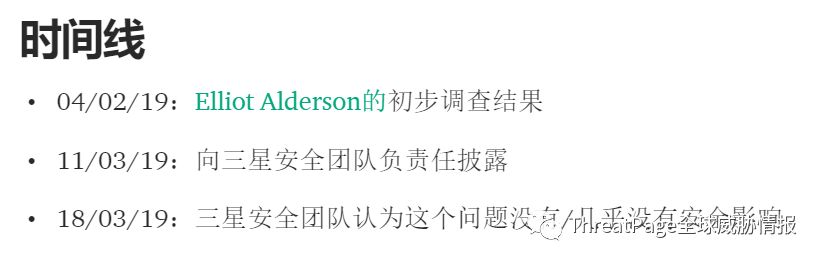 时间线
• 04/02/19：Elliot Alderson的初步调查结果
• 11/03/19：向三星安全团队负责任披露
• 18/03/19：三星安全团队认为这个问题没有/几乎没有安全影响
ThreatPage全球威胁情报